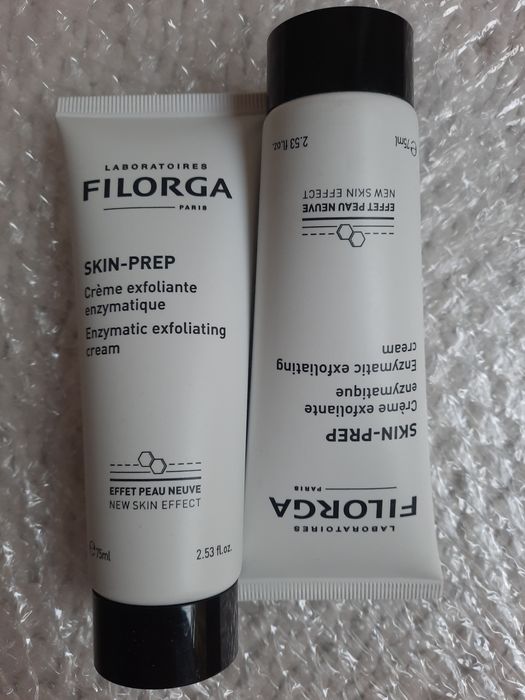 LABORATOIRES
FILORGA
PARIS
SKIN-PREP
Crème exfoliante
enzymatique
Enzymatic exfoliating
cream
EFFET PEAU NEUVE
NEW SKIN EFFECT
℮75ml 2.53 fl.oz.
LABORATOIRES
FILORGA
PARIS
SKIN-PREP
Crème exfoliante
enzymatique
Enzymatic exfoliating
cream
EFFET PEAU NEUVE
NEW SKIN EFFECT
℮75ml 2.53 fl.oz.